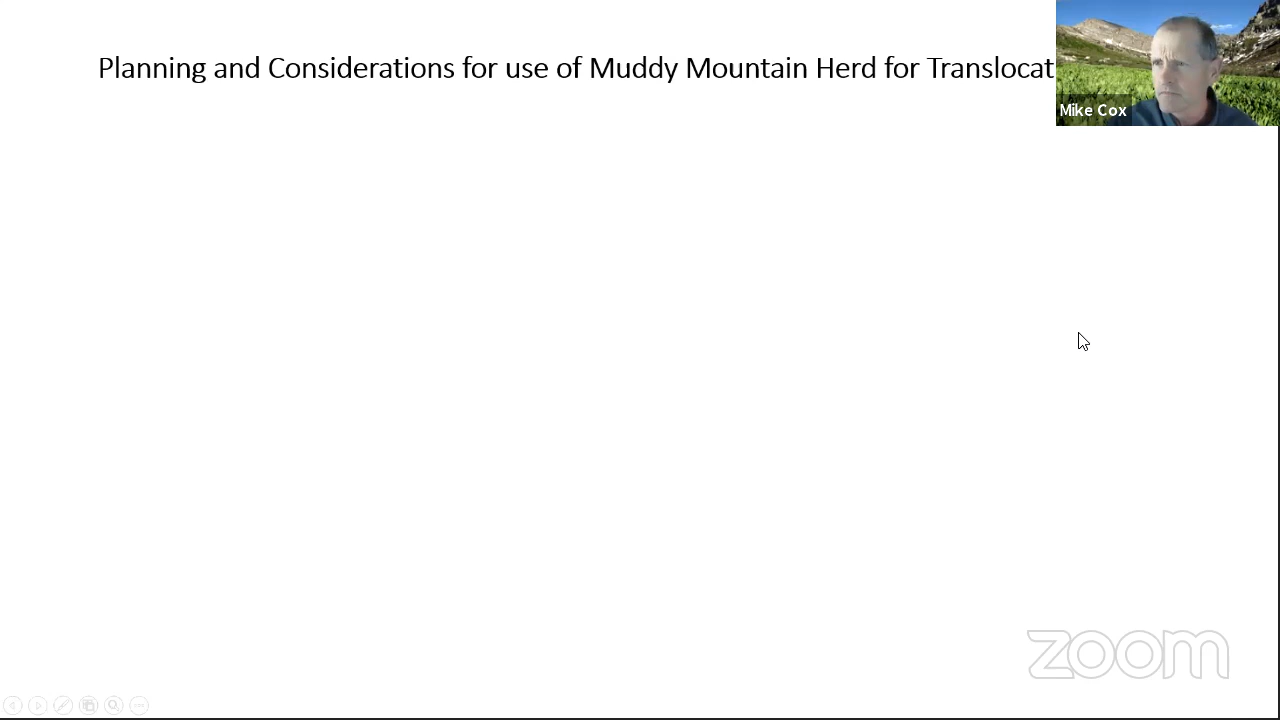 Planning and Considerations for use of Muddy Mountain Herd for Translocat
Mike Cox
zoom